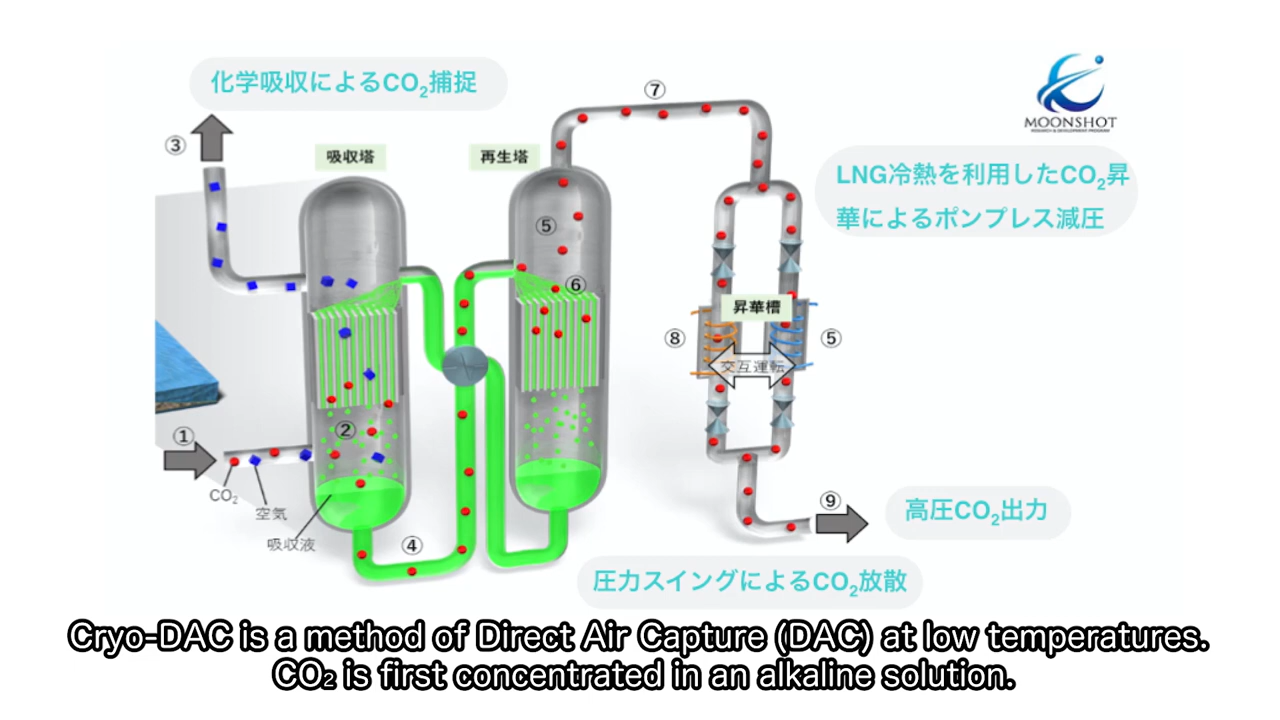 化学吸収によるCO₂捕捉
⑦
MOONSHOT
RESEARCH & DEVELOPMENT PROGRAM
③
吸収塔
再生塔
LNG冷熱を利用したCO₂昇
華によるポンプレス減圧
⑤
⑥
昇華槽
⑧
⑤
交互運転
②
①
CO₂
空気
吸収液
④
⑨
高圧CO₂出力
圧力スイングによるCO₂放散
Cryo-DAC is a method of Direct Air Capture (DAC) at low temperatures.
CO₂ is first concentrated in an alkaline solution.